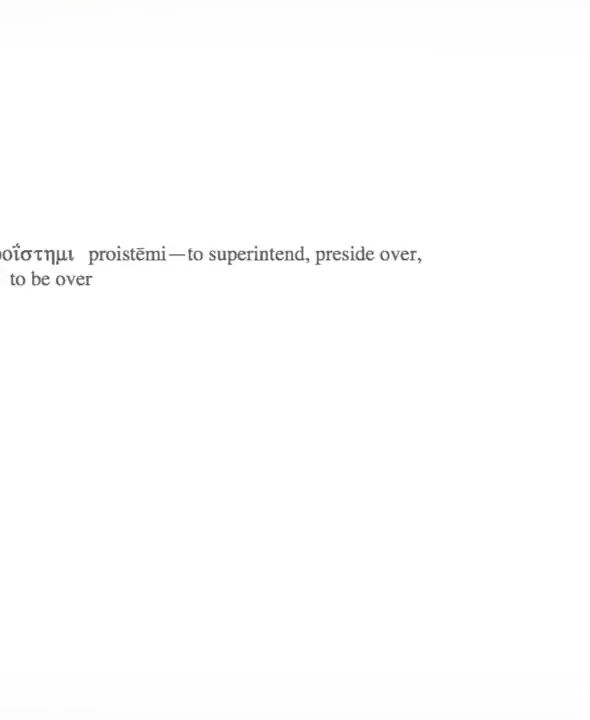 οΐστημι proistēmi—to superintend, preside over,
to be over